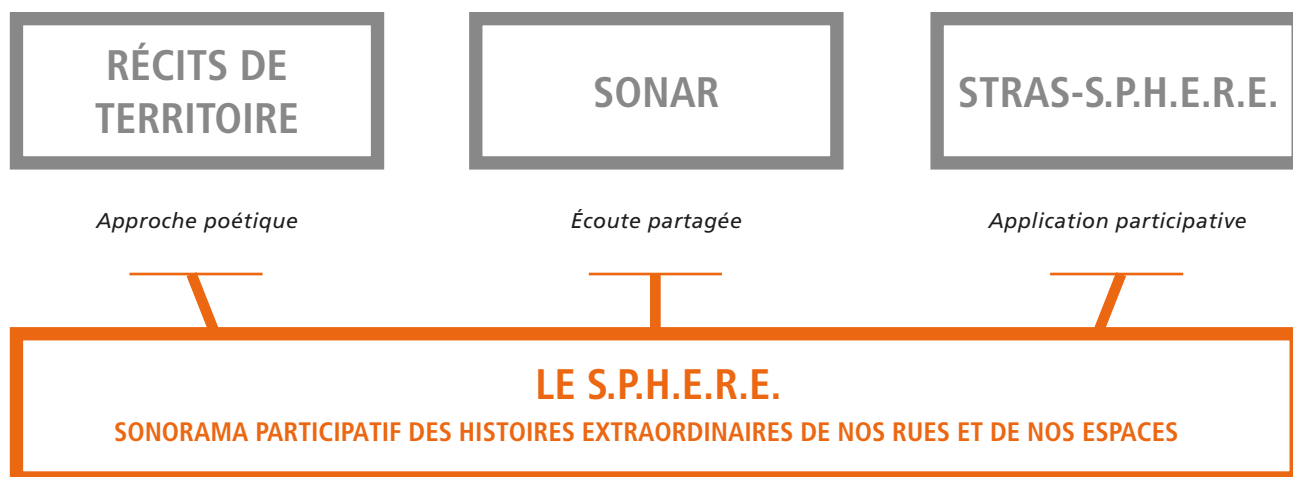 RÉCITS DE
TERRITOIRE
SONAR
STRAS-S.P.H.E.R.E.
Approche poétique
Écoute partagée
Application participative
LE S.P.H.E.R.E.
SONORAMA PARTICIPATIF DES HISTOIRES EXTRAORDINAIRES DE NOS RUES ET DE NOS ESPACES